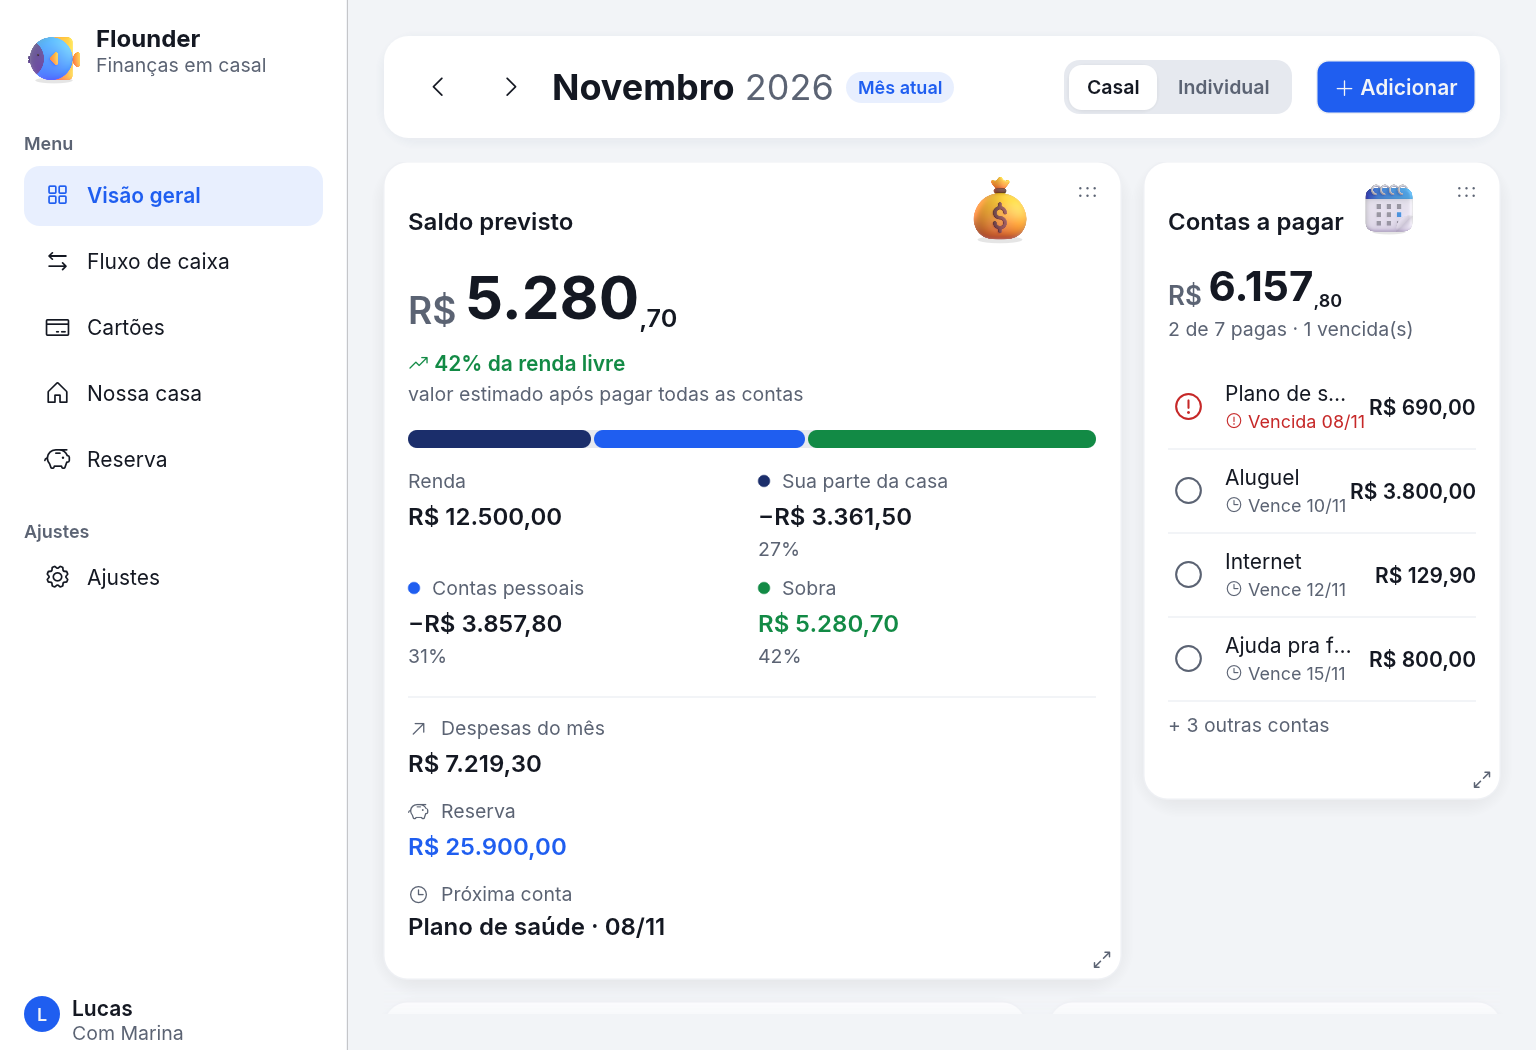 Flounder
Finanças em casal
Menu
Visão geral
Fluxo de caixa
Cartões
Nossa casa
Reserva
Ajustes
Ajustes
L
Lucas
Com Marina
Novembro 2026
Mês atual
Casal
Individual
+ Adicionar
Saldo previsto
R$ 5.280,70
42% da renda livre
valor estimado após pagar todas as contas
Renda
R$ 12.500,00
Sua parte da casa
−R$ 3.361,50
27%
Contas pessoais
−R$ 3.857,80
31%
Sobra
R$ 5.280,70
42%
Despesas do mês
R$ 7.219,30
Reserva
R$ 25.900,00
Próxima conta
Plano de saúde · 08/11
Contas a pagar
R$ 6.157,80
2 de 7 pagas · 1 vencida(s)
Plano de s...
Vencida 08/11
R$ 690,00
Aluguel
Vence 10/11
R$ 3.800,00
Internet
Vence 12/11
R$ 129,90
Ajuda pra f...
Vence 15/11
R$ 800,00
+ 3 outras contas